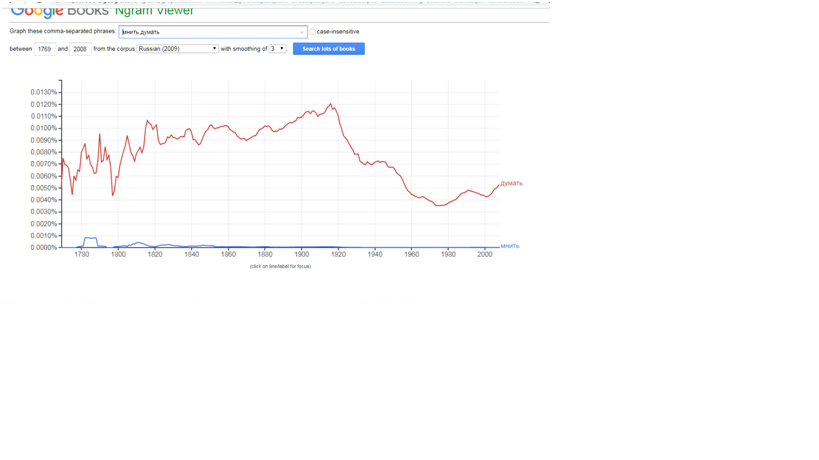 Google Books Ngram Viewer
Graph these comma-separated phrases: мнить,думать case-insensitive
between 1769 and 2008 from the corpus Russian (2009) with smoothing of 3 Search lots of books
0.0130%
0.0120%
0.0110%
0.0100%
0.0090%
0.0080%
0.0070%
0.0060%
0.0050%
думать
0.0040%
0.0030%
0.0020%
0.0010%
0.0000%
мнить
1780 1800 1820 1840 1860 1880 1900 1920 1940 1960 1980 2000
(click on line/label for focus)